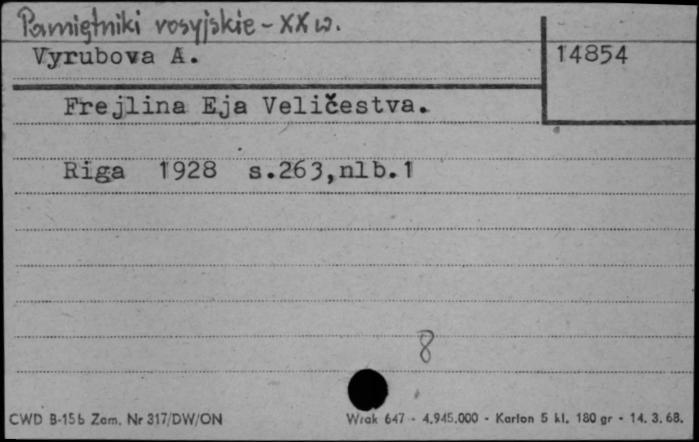 Pamiętniki rosyjskie - XX w.
Vyrubova A.
14854
Frejlina Eja Veličestva.
Riga 1928 s.263,nlb.1
8
CWD B-15b Zam. Nr 317/DW/ON
Wrak 647 - 4.945.000 - Karton 5 kl. 180 gr - 14. 3. 68.